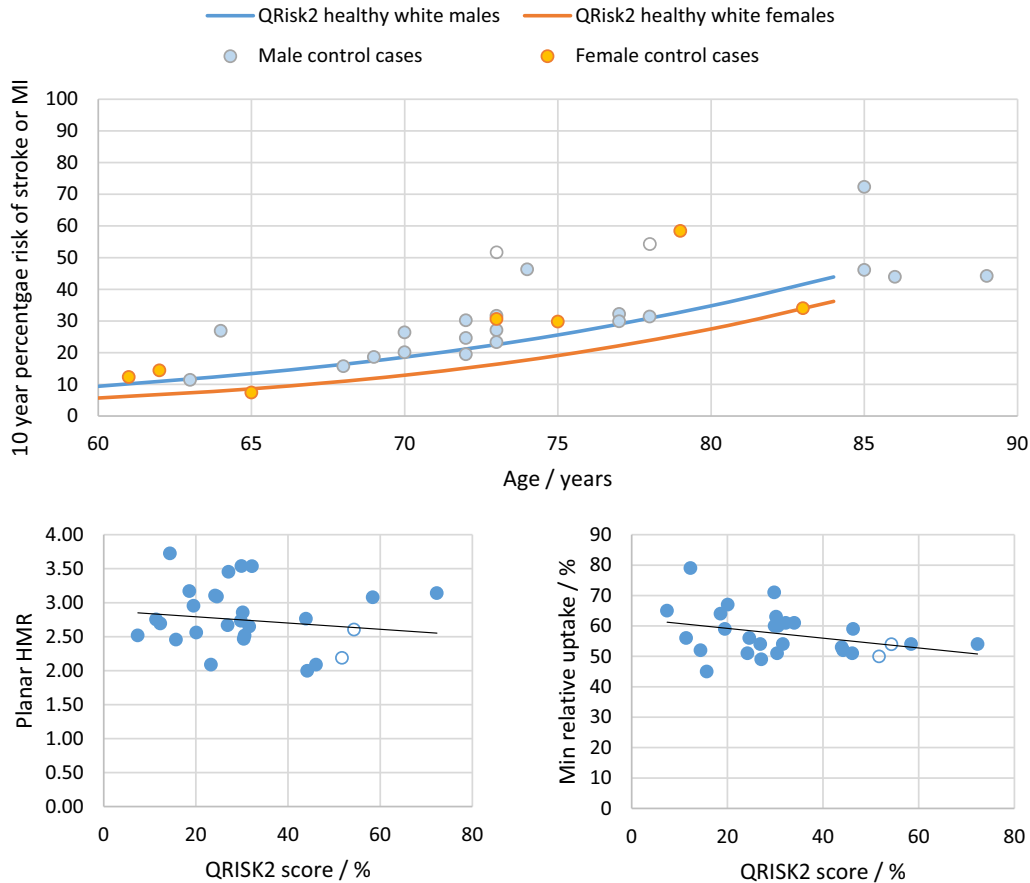 QRisk2 healthy white males QRisk2 healthy white females
Male control cases Female control cases
10 year percentgae risk of stroke or MI
100
90
80
70
60
50
40
30
20
10
0
60 65 70 75 80 85 90
Age / years
Planar HMR
4.00
3.50
3.00
2.50
2.00
1.50
1.00
0.50
0.00
0 20 40 60 80
QRISK2 score / %
Min relative uptake / %
90
80
70
60
50
40
30
20
10
0
0 20 40 60 80
QRISK2 score / %